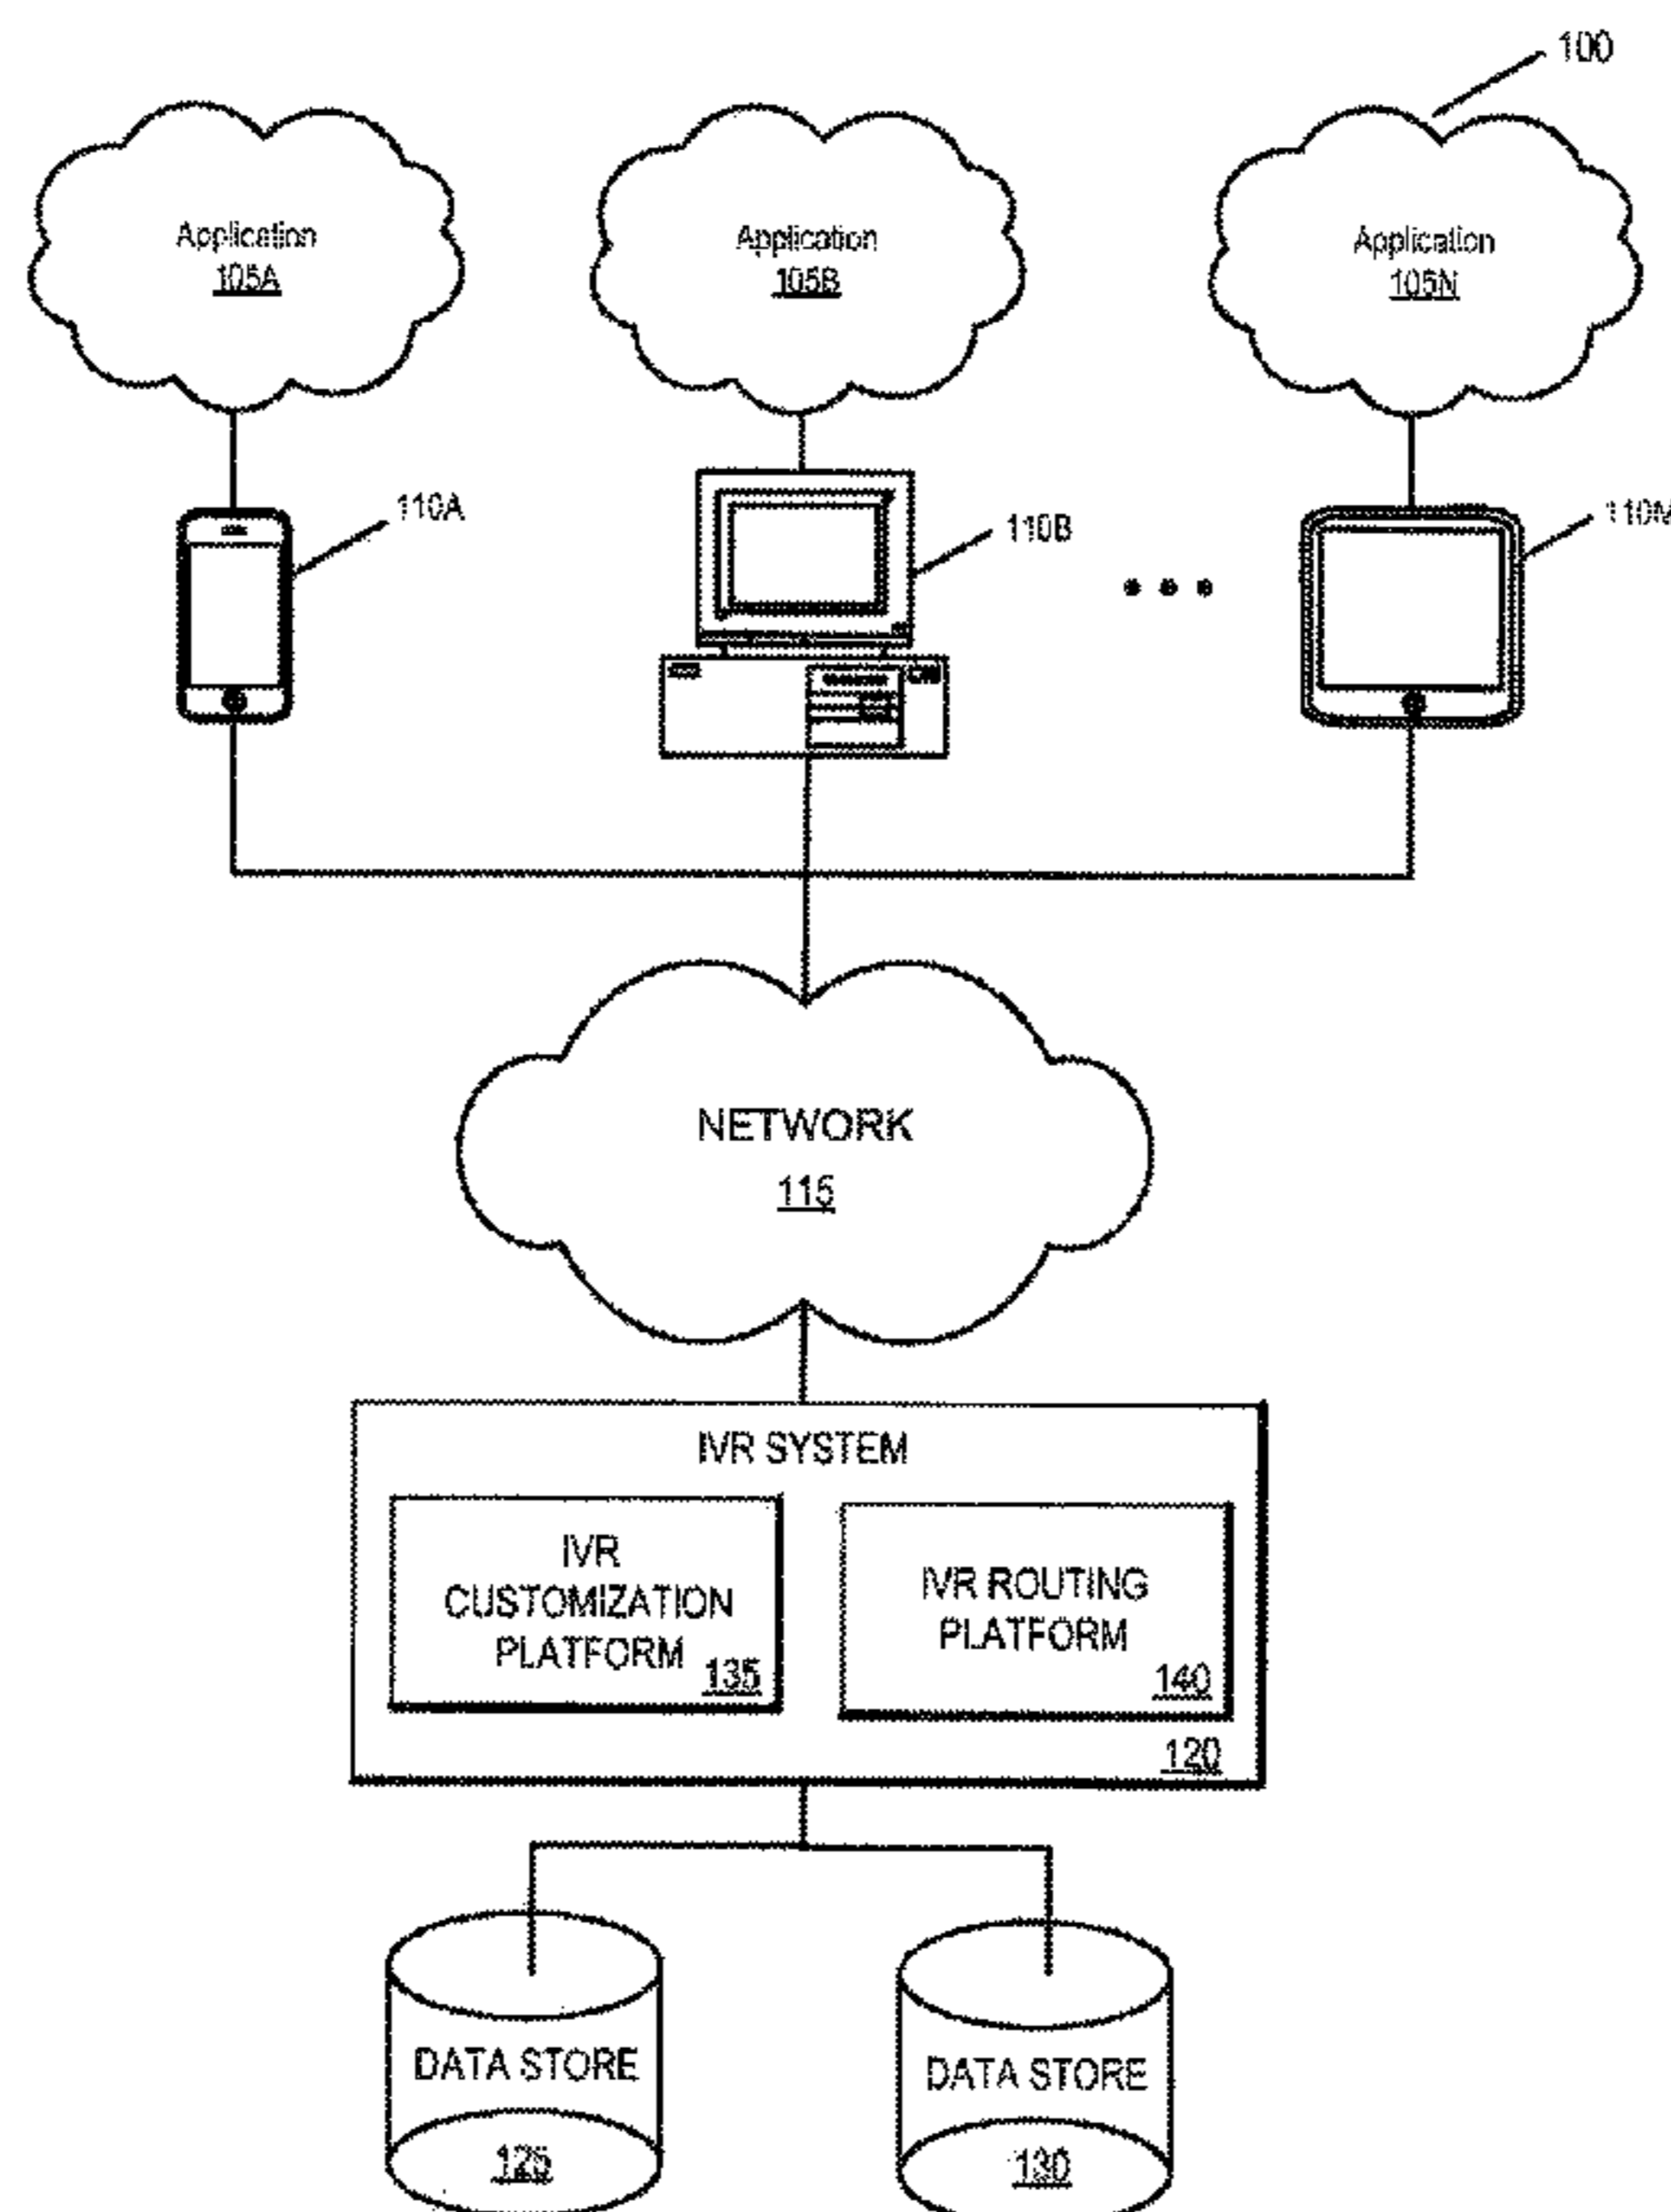 100
Application
105A
Application
105B
Application
105N
110A
110B
110M
NETWORK
115
IVR SYSTEM
IVR
CUSTOMIZATION
PLATFORM
135
IVR ROUTING
PLATFORM
140
120
DATA STORE
125
DATA STORE
130